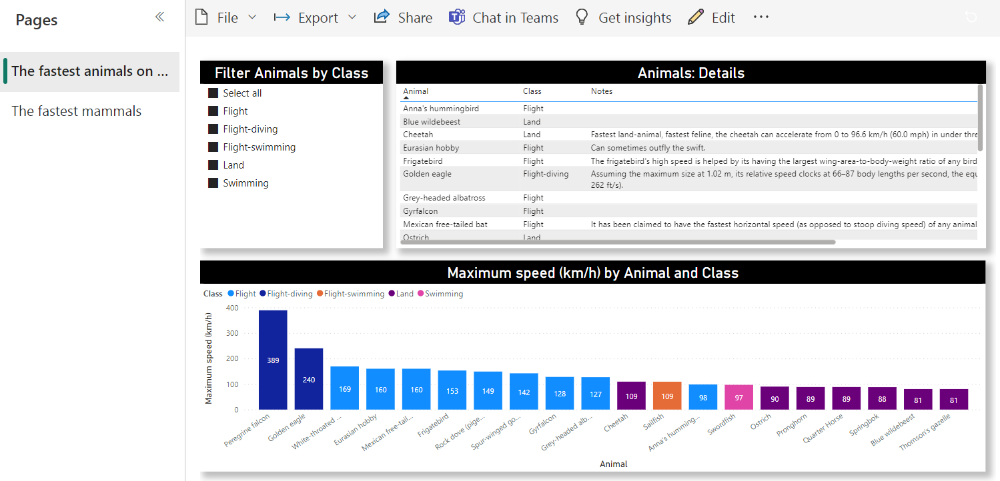 Pages
The fastest animals on ...
The fastest mammals
File Export Share Chat in Teams Get insights Edit ...
Filter Animals by Class
Select all
Flight
Flight-diving
Flight-swimming
Land
Swimming
Animals: Details
Animal Class Notes
Anna's hummingbird Flight
Blue wildebeest Land
Cheetah Land Fastest land-animal, fastest feline, the cheetah can accelerate from 0 to 96.6 km/h (60.0 mph) in under thre
Eurasian hobby Flight Can sometimes outfly the swift.
Frigatebird Flight The frigatebird's high speed is helped by its having the largest wing-area-to-body-weight ratio of any bird
Golden eagle Flight-diving Assuming the maximum size at 1.02 m, its relative speed clocks at 66–87 body lengths per second, the equ
262 ft/s).
Grey-headed albatross Flight
Gyrfalcon Flight
Mexican free-tailed bat Flight It has been claimed to have the fastest horizontal speed (as opposed to stoop diving speed) of any animal
Ostrich Land
Maximum speed (km/h) by Animal and Class
Class Flight Flight-diving Flight-swimming Land Swimming
Maximum speed (km/h)
400
300
200
100
0
389 240 169 160 160 153 149 142 128 127 109 109 98 97 90 89 89 88 81 81
Peregrine falcon
Golden eagle
White-throated ...
Eurasian hobby
Mexican free-tail...
Frigatebird
Rock dove (pige...
Spur-winged go...
Gyrfalcon
Grey-headed alb...
Cheetah
Sailfish
Anna's humming...
Swordfish
Ostrich
Pronghorn
Quarter Horse
Springbok
Blue wildebeest
Thomson's gazelle
Animal